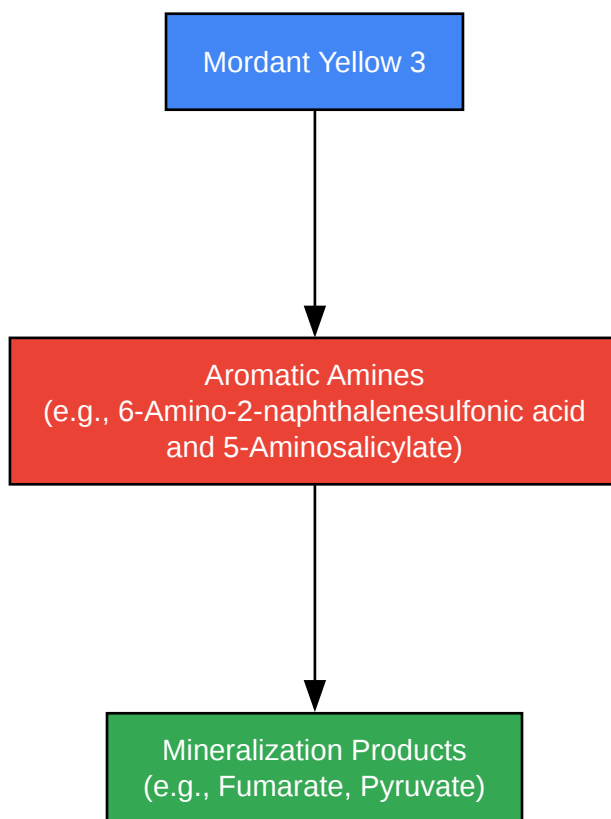 Mordant Yellow 3
Aromatic Amines
(e.g., 6-Amino-2-naphthalenesulfonic acid
and 5-Aminosalicylate)
Mineralization Products
(e.g., Fumarate, Pyruvate)